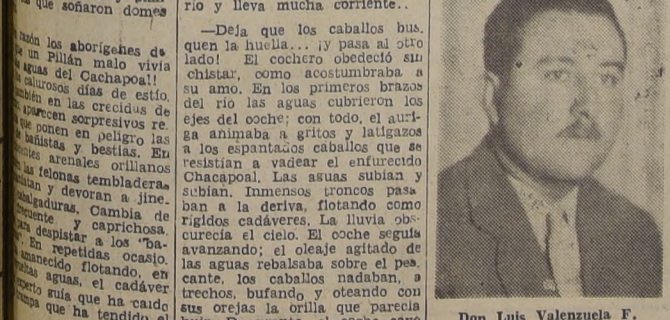 que soñaron domes
razón los aborígenes de
un Pillán malo vivía
aguas del Cachapoal!!
calurosos días de estío,
también en las crecidas de
aparecen sorpresivos re.
que ponen en peligro las
bañistas y bestias. En
arenales orillanos
las felonas tembladeras
y devoran a jine.
Cambia de
y caprichosa,
para despistar a los "ba-
En repetidas ocasio.
amanecido flotando, en
aguas, el cadáver
experto guía que ha caído
que ha tendido el
río y lleva mucha corriente..
—Deja que los caballos bus.
quen la huella... ¡y pasa al otro
lado! El cochero obedeció sin
chistar, como acostumbraba a
su amo. En los primeros brazos
del río las aguas cubrieron los
ejes del coche; con todo, el auri-
ga animaba a gritos y latigazos
a los espantados caballos que se
resistían a vadear el enfurecido
Chacapoal. Las aguas subían y
subían. Inmensos troncos pasa
ban a la deriva, flotando como
rígidos cadáveres. La lluvia obs-
curecía el cielo. El coche seguía
avanzando; el oleaje agitado de
las aguas rebalsaba sobre el pes.
cante, los caballos nadaban, a
trechos, bufando y oteando con
sus orejas la orilla que parecía
Don Luis Valenzuela F.